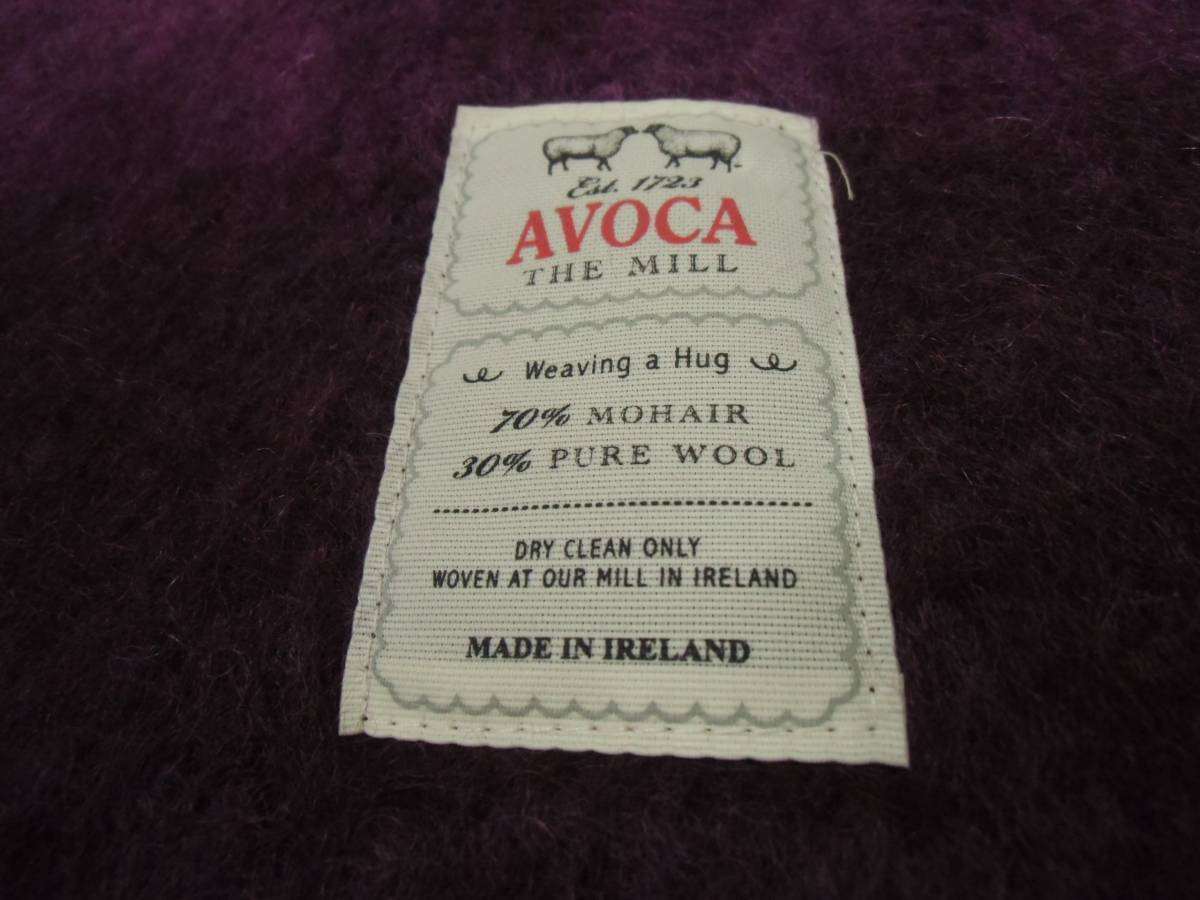 Est. 1723
AVOCA
THE MILL
Weaving a Hug
70% MOHAIR
30% PURE WOOL
DRY CLEAN ONLY
WOVEN AT OUR MILL IN IRELAND
MADE IN IRELAND